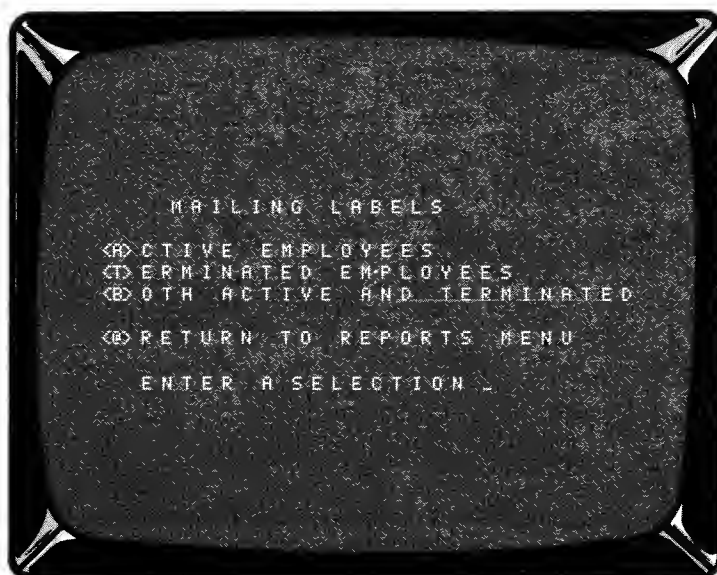 MAILING LABELS
<A>CTIVE EMPLOYEES
<T>ERMINATED EMPLOYEES
<B>OTH ACTIVE AND TERMINATED
<@>RETURN TO REPORTS MENU
ENTER A SELECTION _